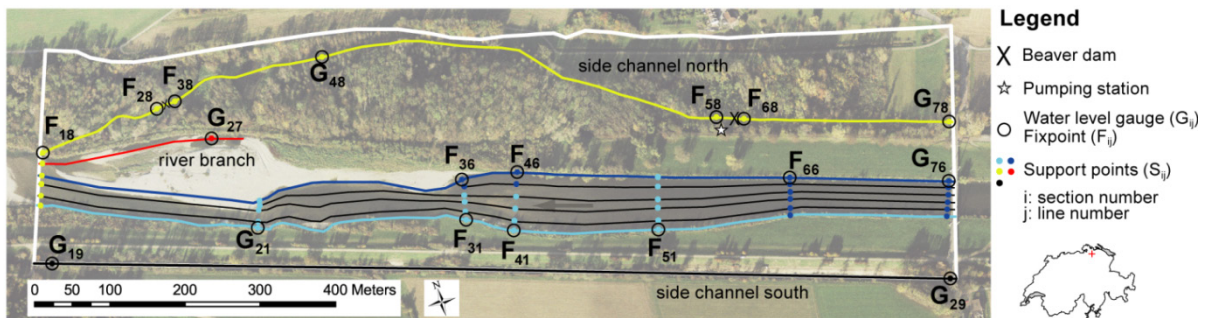 G48
side channel north
F28
F38
F58
F68
G78
F18
G27
river branch
F36
F46
F66
G76
G21
F31
F41
F51
G19
side channel south
G29
0 50 100 200 300 400 Meters
N
Legend
X Beaver dam
Pumping station
Water level gauge (Gij)
Fixpoint (Fij)
Support points (Sij)
i: section number
j: line number